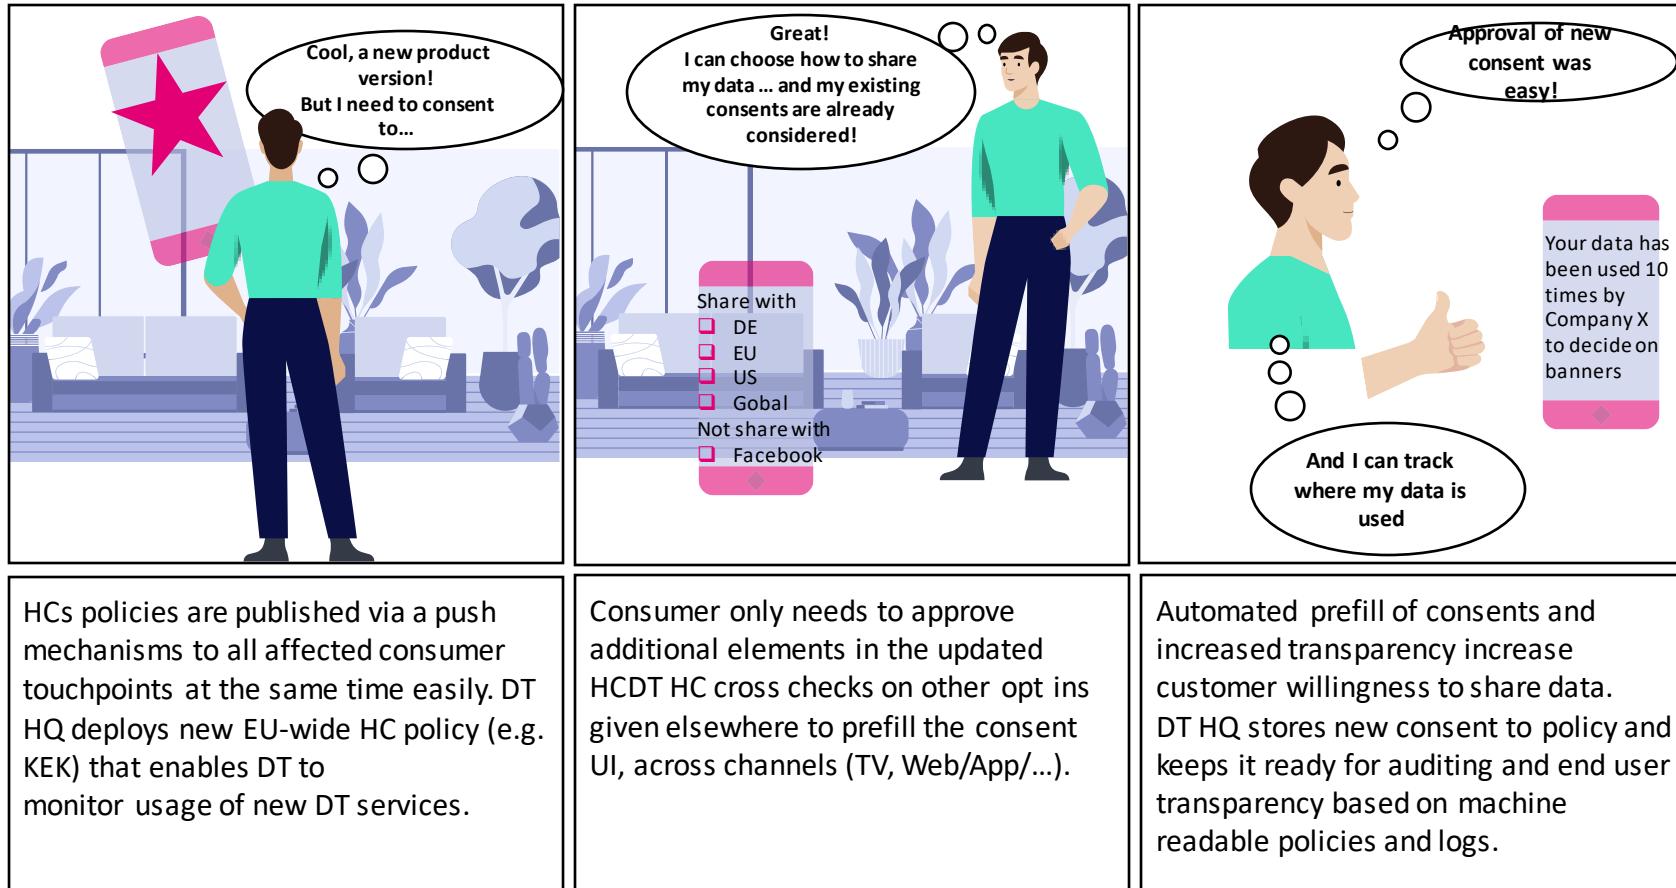 Cool, a new product
version!
But I need to consent
to…
Great!
I can choose how to share
my data … and my existing
consents are already
considered!
Share with
DE
EU
US
Gobal
Not share with
Facebook
Approval of new
consent was
easy!
Your data has
been used 10
times by
Company X
to decide on
banners
And I can track
where my data is
used
HCs policies are published via a push
mechanisms to all affected consumer
touchpoints at the same time easily. DT
HQ deploys new EU-wide HC policy (e.g.
KEK) that enables DT to
monitor usage of new DT services.
Consumer only needs to approve
additional elements in the updated
HCDT HC cross checks on other opt ins
given elsewhere to prefill the consent
UI, across channels (TV, Web/App/…).
Automated prefill of consents and
increased transparency increase
customer willingness to share data.
DT HQ stores new consent to policy and
keeps it ready for auditing and end user
transparency based on machine
readable policies and logs.